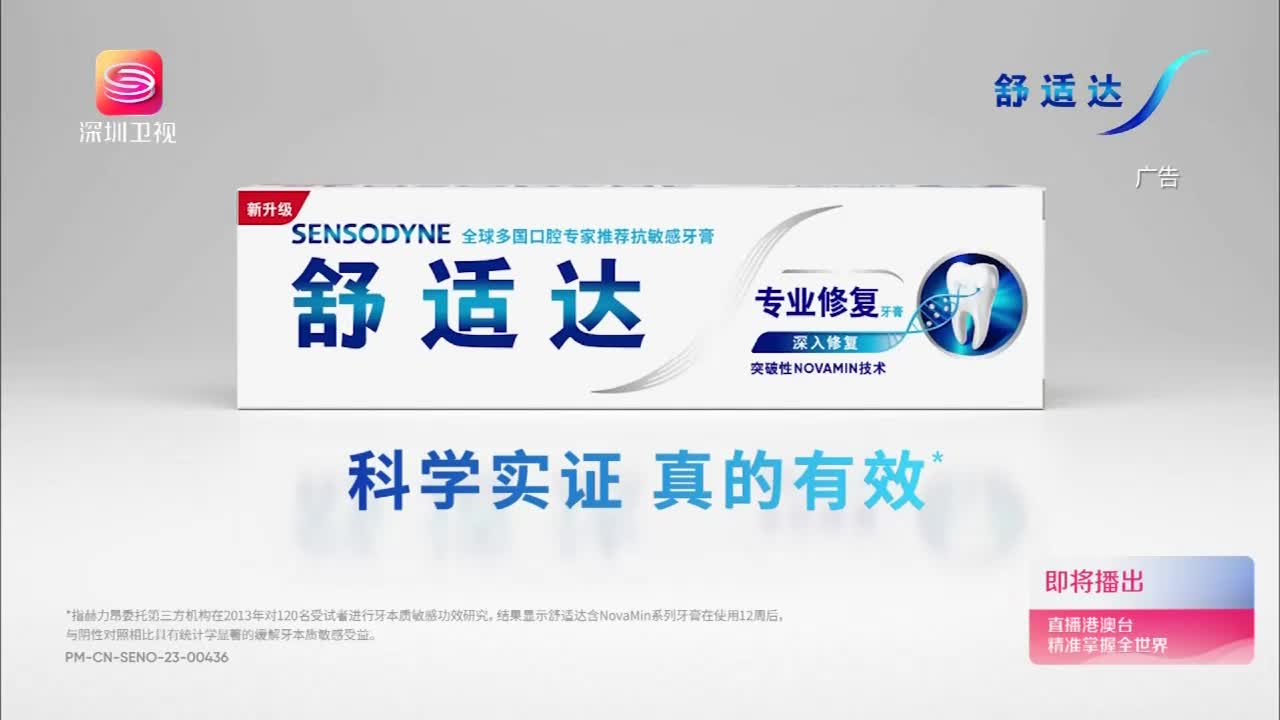 深圳卫视
舒适达
广告
新升级
SENSODYNE 全球多国口腔专家推荐抗敏感牙膏
舒适达
专业修复牙膏
深入修复
突破性NOVAMIN技术
科学实证 真的有效*
即将播出
直播港澳台
精准掌握全世界
*指赫力昂委托第三方机构在2013年对120名受试者进行牙本质敏感功效研究，结果显示舒适达含NovaMin系列牙膏在使用12周后，
与阴性对照相比具有统计学显著的缓解牙本质敏感受益。
PM-CN-SENO-23-00436